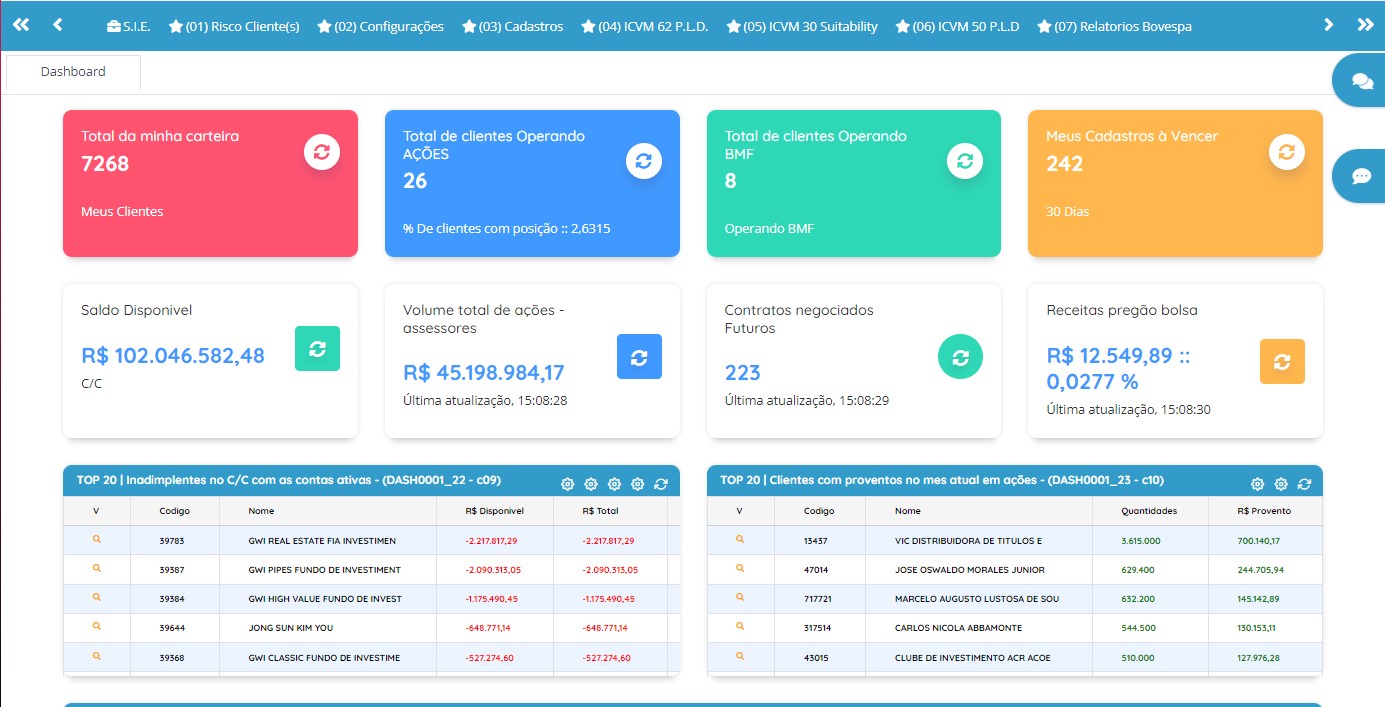 S.I.E. (01) Risco Cliente(s) (02) Configurações (03) Cadastros (04) ICVM 62 P.L.D. (05) ICVM 30 Suitability (06) ICVM 50 P.L.D (07) Relatorios Bovespa
Dashboard
Total da minha carteira
7268
Meus Clientes
Total de clientes Operando
AÇÕES
26
% De clientes com posição :: 2,6315
Total de clientes Operando
BMF
8
Operando BMF
Meus Cadastros à Vencer
242
30 Dias
Saldo Disponivel
R$ 102.046.582,48
C/C
Volume total de ações -
assessores
R$ 45.198.984,17
Última atualização, 15:08:28
Contratos negociados
Futuros
223
Última atualização, 15:08:29
Receitas pregão bolsa
R$ 12.549,89 ::
0,0277 %
Última atualização, 15:08:30
TOP 20 | Inadimplentes no C/C com as contas ativas - (DASH0001_22 - c09)
V Codigo Nome R$ Disponivel R$ Total
39783 GWI REAL ESTATE FIA INVESTIMEN -2.217.817,29 -2.217.817,29
39387 GWI PIPES FUNDO DE INVESTIMENT -2.090.313,05 -2.090.313,05
39384 GWI HIGH VALUE FUNDO DE INVEST -1.175.490,45 -1.175.490,45
39644 JONG SUN KIM YOU -648.771,14 -648.771,14
39368 GWI CLASSIC FUNDO DE INVESTIME -527.274,60 -527.274,60
TOP 20 | Clientes com proventos no mes atual em ações - (DASH0001_23 - c10)
V Codigo Nome Quantidades R$ Provento
13437 VIC DISTRIBUIDORA DE TITULOS E 3.615.000 700.140,17
47014 JOSE OSWALDO MORALES JUNIOR 629.400 244.705,94
717721 MARCELO AUGUSTO LUSTOSA DE SOU 632.200 145.142,89
317514 CARLOS NICOLA ABBAMONTE 544.500 130.153,11
43015 CLUBE DE INVESTIMENTO ACR ACOE 510.000 127.976,28